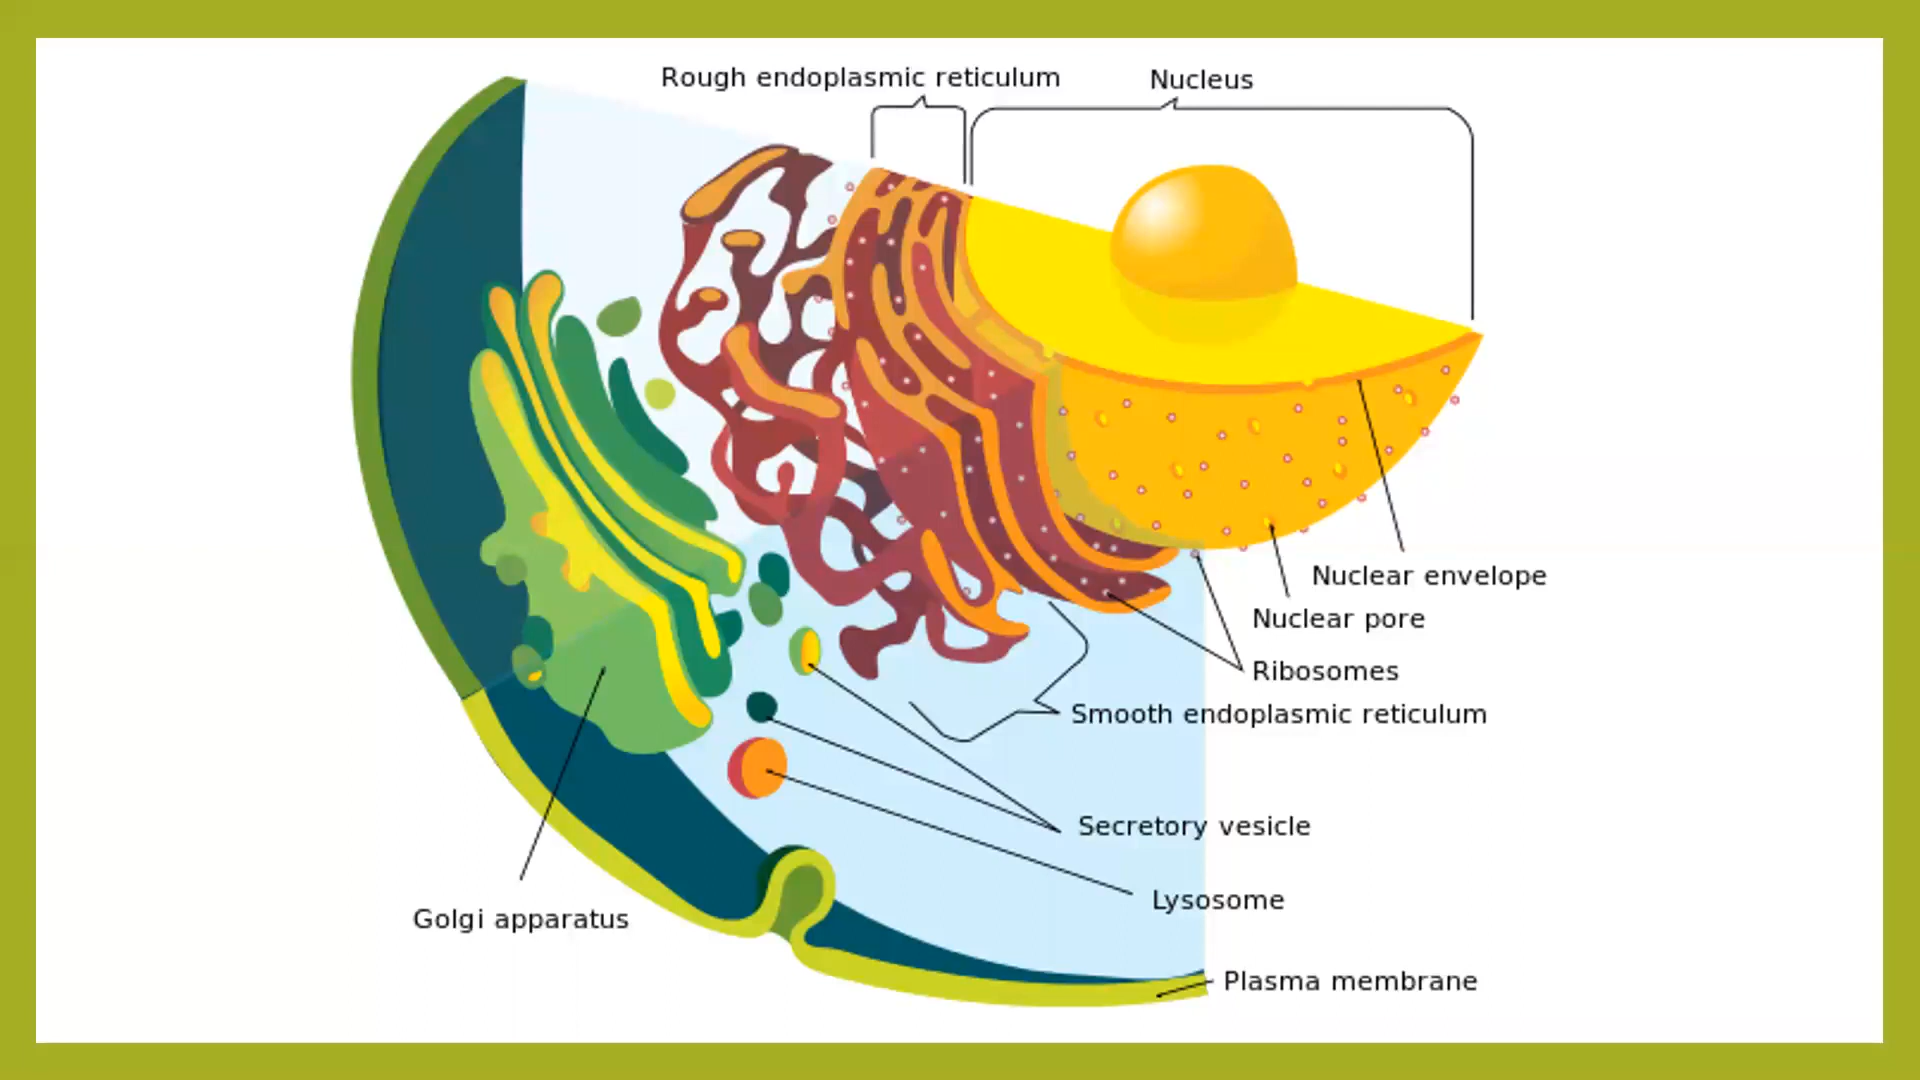 Rough endoplasmic reticulum
Nucleus
Nuclear envelope
Nuclear pore
Ribosomes
Smooth endoplasmic reticulum
Secretory vesicle
Lysosome
Golgi apparatus
Plasma membrane